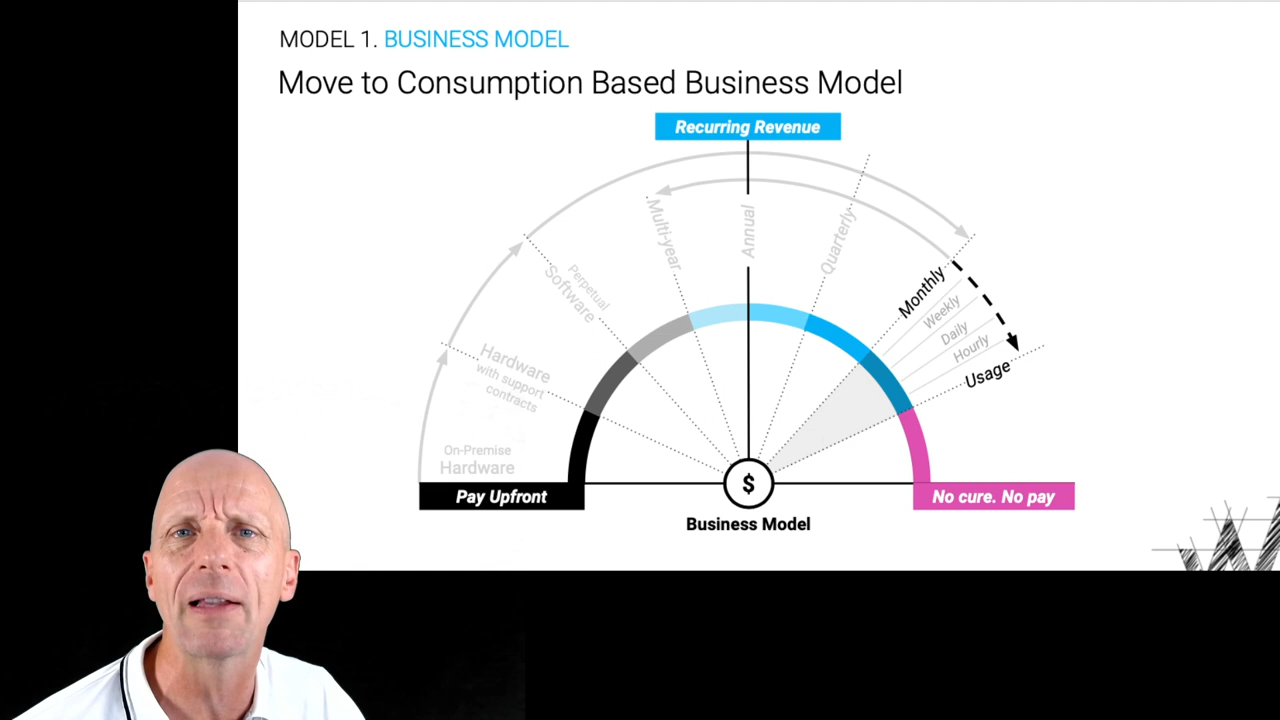 MODEL 1. BUSINESS MODEL
Move to Consumption Based Business Model
Recurring Revenue
Multi-year
Annual
Quarterly
Perpetual
Software
Monthly
Weekly
Daily
Hourly
Usage
Hardware
with support
contracts
On-Premise
Hardware
Pay Upfront
$
No cure. No pay
Business Model